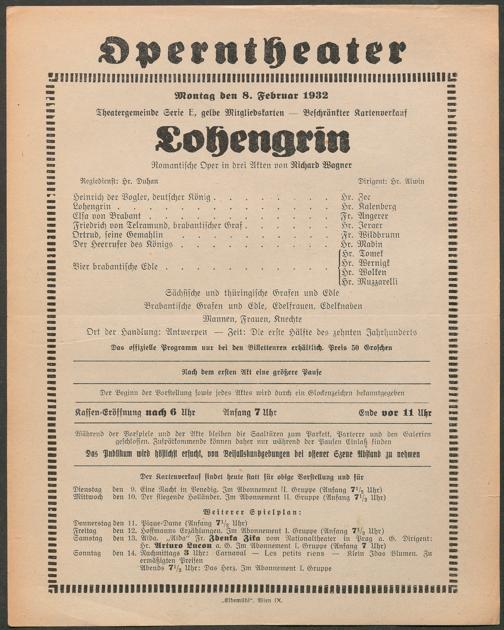 Operntheater
Montag den 8. Februar 1932
Theatergemeinde Serie E, gelbe Mitgliedskarten — Beschränkter Kartenverkauf
Lohengrin
Romantische Oper in drei Akten von Richard Wagner
Regiedienst: Hr. Duhan Dirigent: Hr. Alwin
Heinrich der Vogler, deutscher König . . . . . . . . . Hr. Zec
Lohengrin . . . . . . . . . Hr. Kalenberg
Elsa von Brabant . . . . . . . . . Fr. Angerer
Friedrich von Telramund, brabantischer Graf . . . . . . . Hr. Jerger
Ortrud, seine Gemahlin . . . . . . . . . Fr. Wildbrunn
Der Heerrufer des Königs . . . . . . . . . Hr. Madin
Hr. Tomek
Vier brabantische Edle . . . . . . . . . Hr. Wernigk
Hr. Wolken
Hr. Muzzarelli
Sächsische und thüringische Grafen und Edle
Brabantische Grafen und Edle, Edelfrauen, Edelknaben
Mannen, Frauen, Knechte
Ort der Handlung: Antwerpen — Zeit: Die erste Hälfte des zehnten Jahrhunderts
Das offizielle Programm nur bei den Billetteuren erhältlich. Preis 50 Groschen
Nach dem ersten Akt eine größere Pause
Der Beginn der Vorstellung sowie jedes Aktes wird durch ein Glockenzeichen bekanntgegeben
Kassen-Eröffnung nach 6 Uhr Anfang 7 Uhr Ende vor 11 Uhr
Während der Vorspiele und der Akte bleiben die Saaltüren zum Parkett, Parterre und den Galerien
geschlossen. Zuspätkommende können daher nur während der Pausen Einlaß finden
Das Publikum wird höflichst ersucht, von Beifallskundgebungen bei offener Szene Abstand zu nehmen
Der Kartenverkauf findet heute statt für obige Vorstellung und für
Dienstag den 9. Eine Nacht in Venedig. Im Abonnement II. Gruppe (Anfang 7½ Uhr)
Mittwoch den 10. Der fliegende Holländer. Im Abonnement II. Gruppe (Anfang 7½ Uhr)
Weiterer Spielplan:
Donnerstag den 11. Pique-Dame (Anfang 7½ Uhr)
Freitag den 12. Hoffmanns Erzählungen. Im Abonnement I. Gruppe (Anfang 7½ Uhr)
Samstag den 13. Aida. „Aida“ Fr. Zdenka Zika vom Nationaltheater in Prag a. G. Dirigent:
Hr. Arturo Lucon a. G. Im Abonnement I. Gruppe (Anfang 7 Uhr)
Sonntag den 14. Nachmittags 3 Uhr: Carnaval — Les petits riens — Klein Idas Blumen. Zu
ermäßigten Preisen
Abends 7½ Uhr: Das Herz. Im Abonnement I. Gruppe
„Elbemühl“, Wien IX.